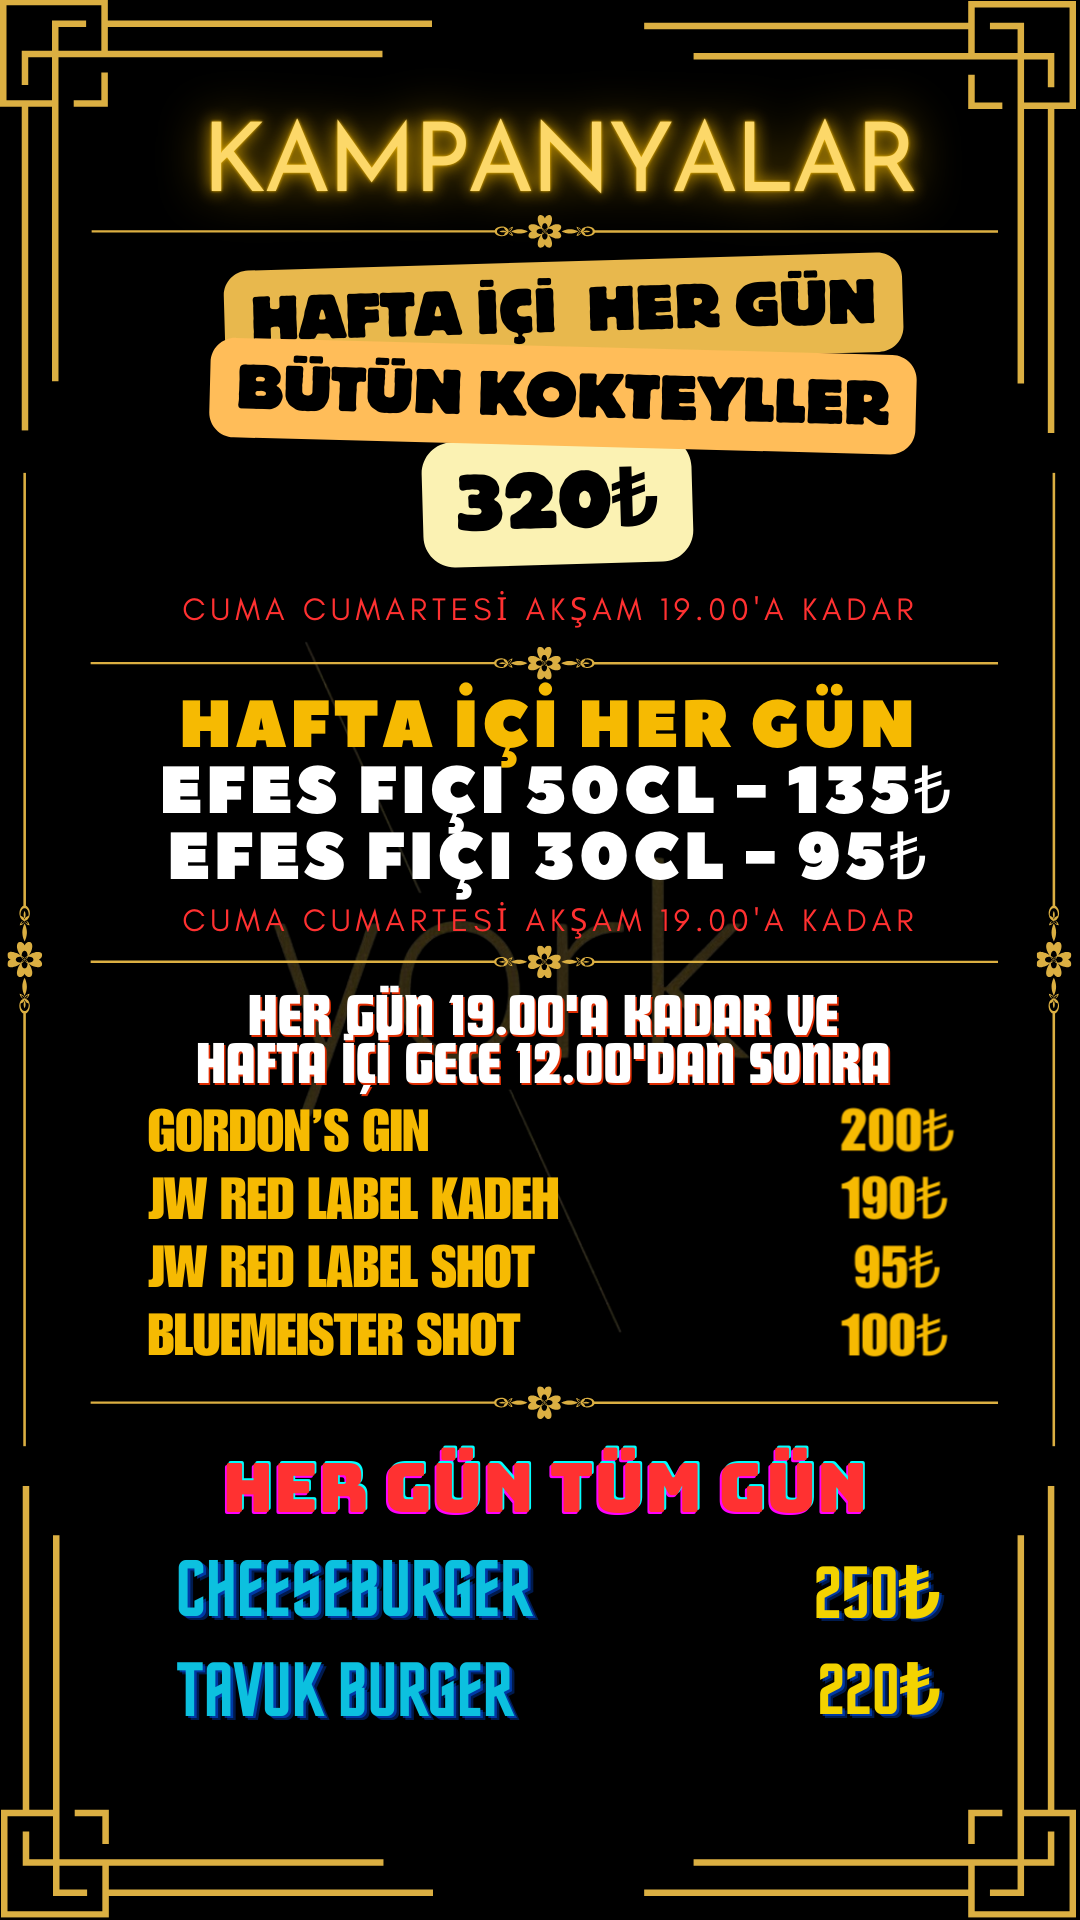 KAMPANYALAR
HAFTA İÇİ HER GÜN
BÜTÜN KOKTEYLLER
320₺
CUMA CUMARTESİ AKŞAM 19.00'A KADAR
HAFTA İÇİ HER GÜN
EFES FIÇI 50CL - 135₺
EFES FIÇI 30CL - 95₺
CUMA CUMARTESİ AKŞAM 19.00'A KADAR
york
HER GÜN 19.00'A KADAR VE
HAFTA İÇİ GECE 12.00'DAN SONRA
GORDON’S GIN 200₺
JW RED LABEL KADEH 190₺
JW RED LABEL SHOT 95₺
BLUEMEISTER SHOT 100₺
HER GÜN TÜM GÜN
CHEESEBURGER 250₺
TAVUK BURGER 220₺